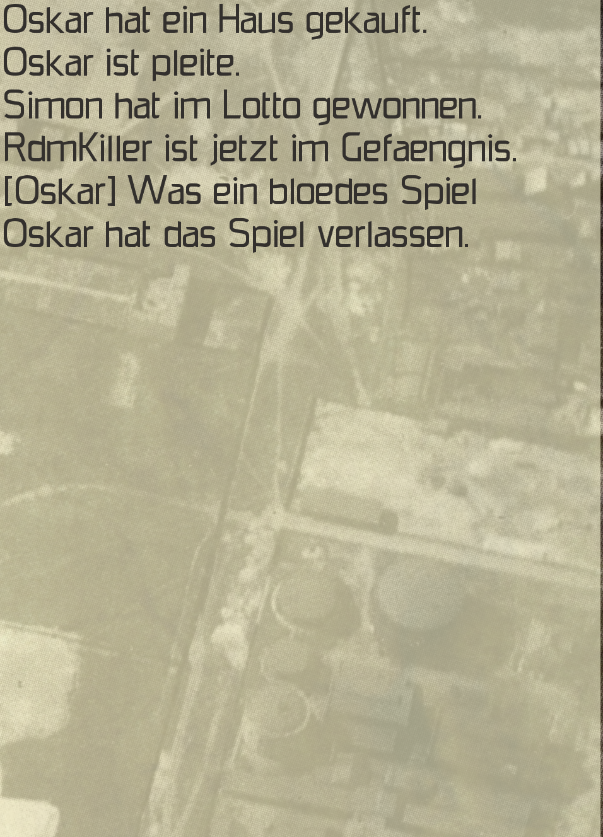 Oskar hat ein Haus gekauft.
Oskar ist pleite.
Simon hat im Lotto gewonnen.
RdmKiller ist jetzt im Gefaengnis.
[Oskar] Was ein bloedes Spiel
Oskar hat das Spiel verlassen.